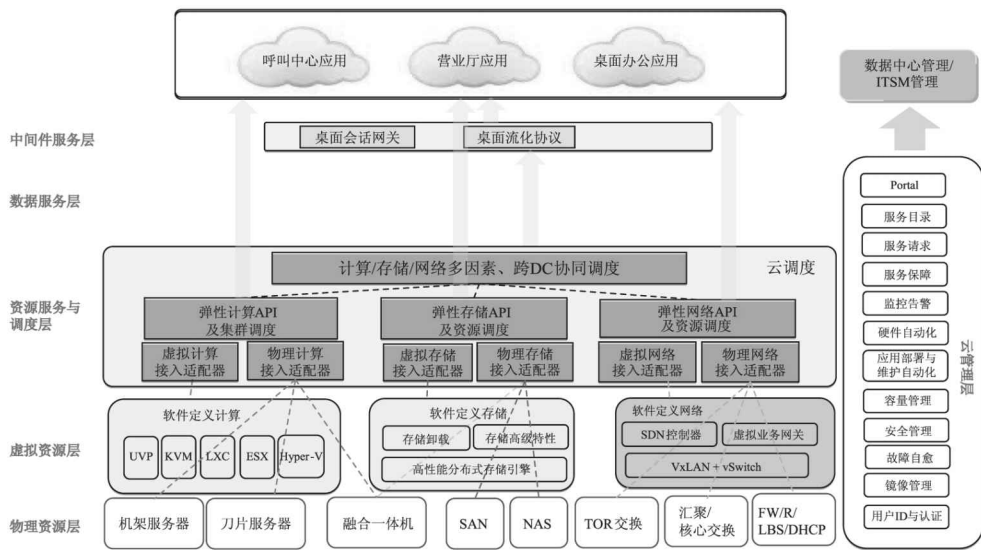 呼叫中心应用
营业厅应用
桌面办公应用
数据中心管理/
ITSM管理
中间件服务层
桌面会话网关
桌面流化协议
数据服务层
资源服务与
调度层
计算/存储/网络多因素、跨DC协同调度
云调度
弹性计算API
及集群调度
弹性存储API
及资源调度
弹性网络API
及资源调度
虚拟计算
接入适配器
物理计算
接入适配器
虚拟存储
接入适配器
物理存储
接入适配器
虚拟网络
接入适配器
物理网络
接入适配器
虚拟资源层
软件定义计算
UVP
KVM
LXC
ESX
Hyper-V
软件定义存储
存储卸载
存储高级特性
高性能分布式存储引擎
软件定义网络
SDN控制器
虚拟业务网关
VxLAN + vSwitch
物理资源层
机架服务器
刀片服务器
融合一体机
SAN
NAS
TOR交换
汇聚/
核心交换
FW/R/
LBS/DHCP
Portal
服务目录
服务请求
服务保障
监控告警
硬件自动化
应用部署与
维护自动化
容量管理
安全管理
故障自愈
镜像管理
用户ID与认证
云管理层